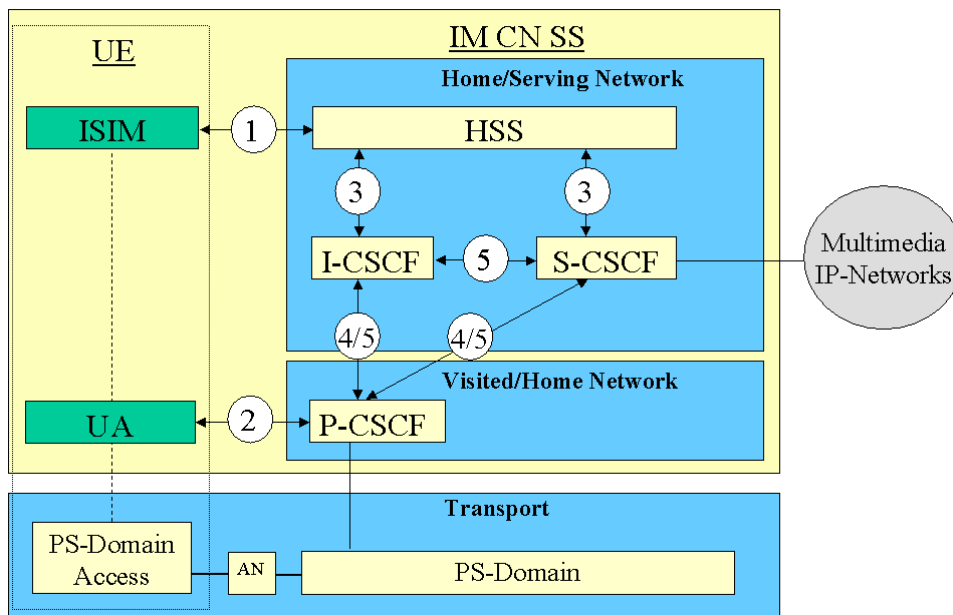 UE
IM CN SS
Home/Serving Network
ISIM
1
HSS
3
3
I-CSCF
5
S-CSCF
Multimedia
IP-Networks
4/5
4/5
Visited/Home Network
UA
2
P-CSCF
Transport
PS-Domain
Access
AN
PS-Domain